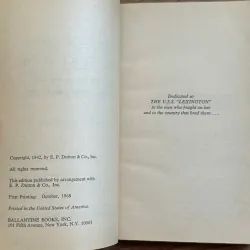 Copyright, 1942, by E. P. Dutton & Co., Inc.
All rights reserved.
This edition published by arrangement with
E. P. Dutton & Co., Inc.
First Printing: October, 1968
Printed in the United States of America
BALLANTINE BOOKS, INC.
101 Fifth Avenue, New York, N.Y. 10003
Dedicated to
THE U.S.S. "LEXINGTON"
to the men who fought on her
and to the country that bred them . . .